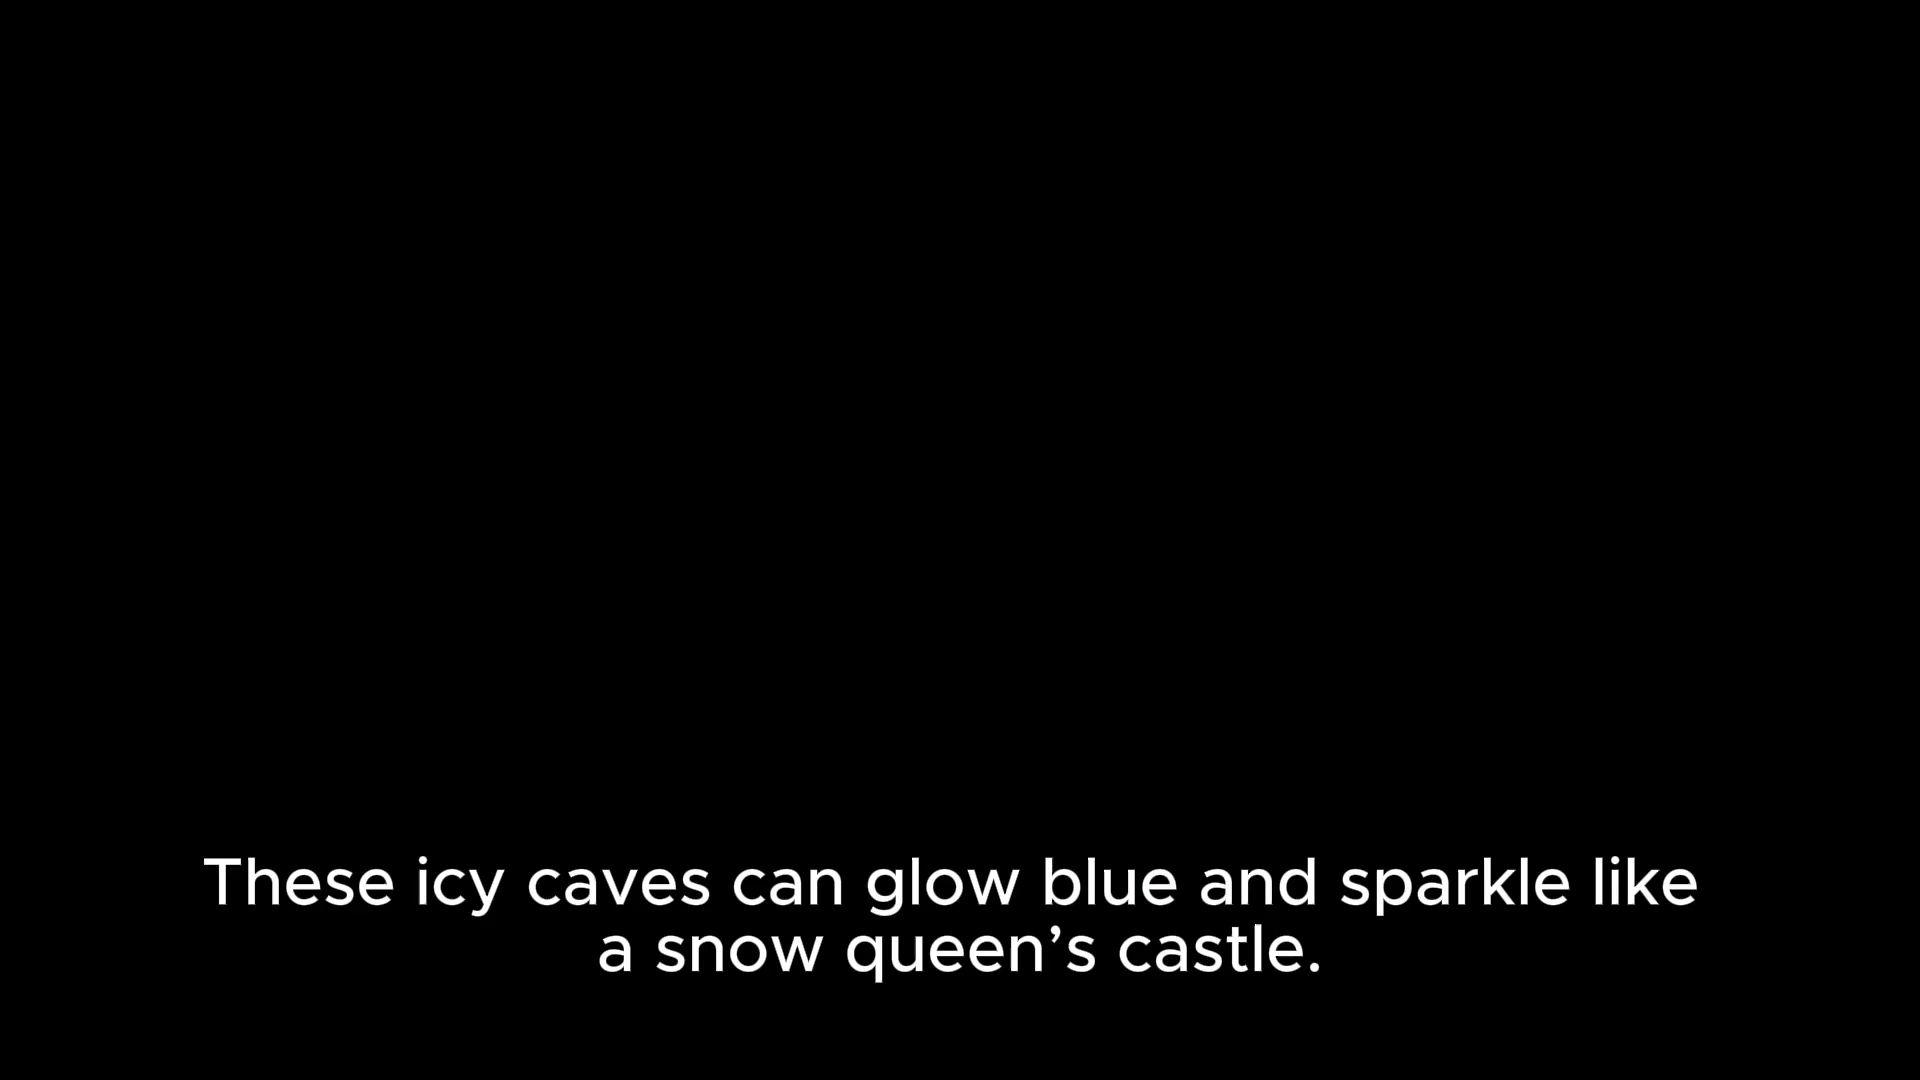 These icy caves can glow blue and sparkle like
a snow queen’s castle.